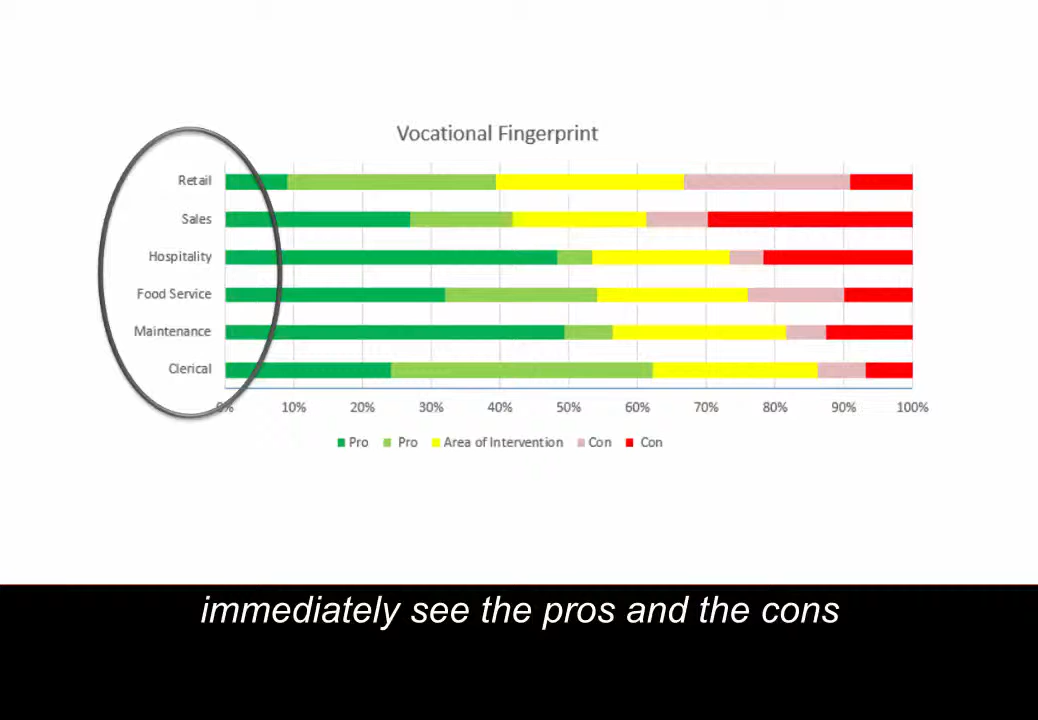 Vocational Fingerprint
Retail
Sales
Hospitality
Food Service
Maintenance
Clerical
0% 10% 20% 30% 40% 50% 60% 70% 80% 90% 100%
Pro Pro Area of Intervention Con Con
immediately see the pros and the cons